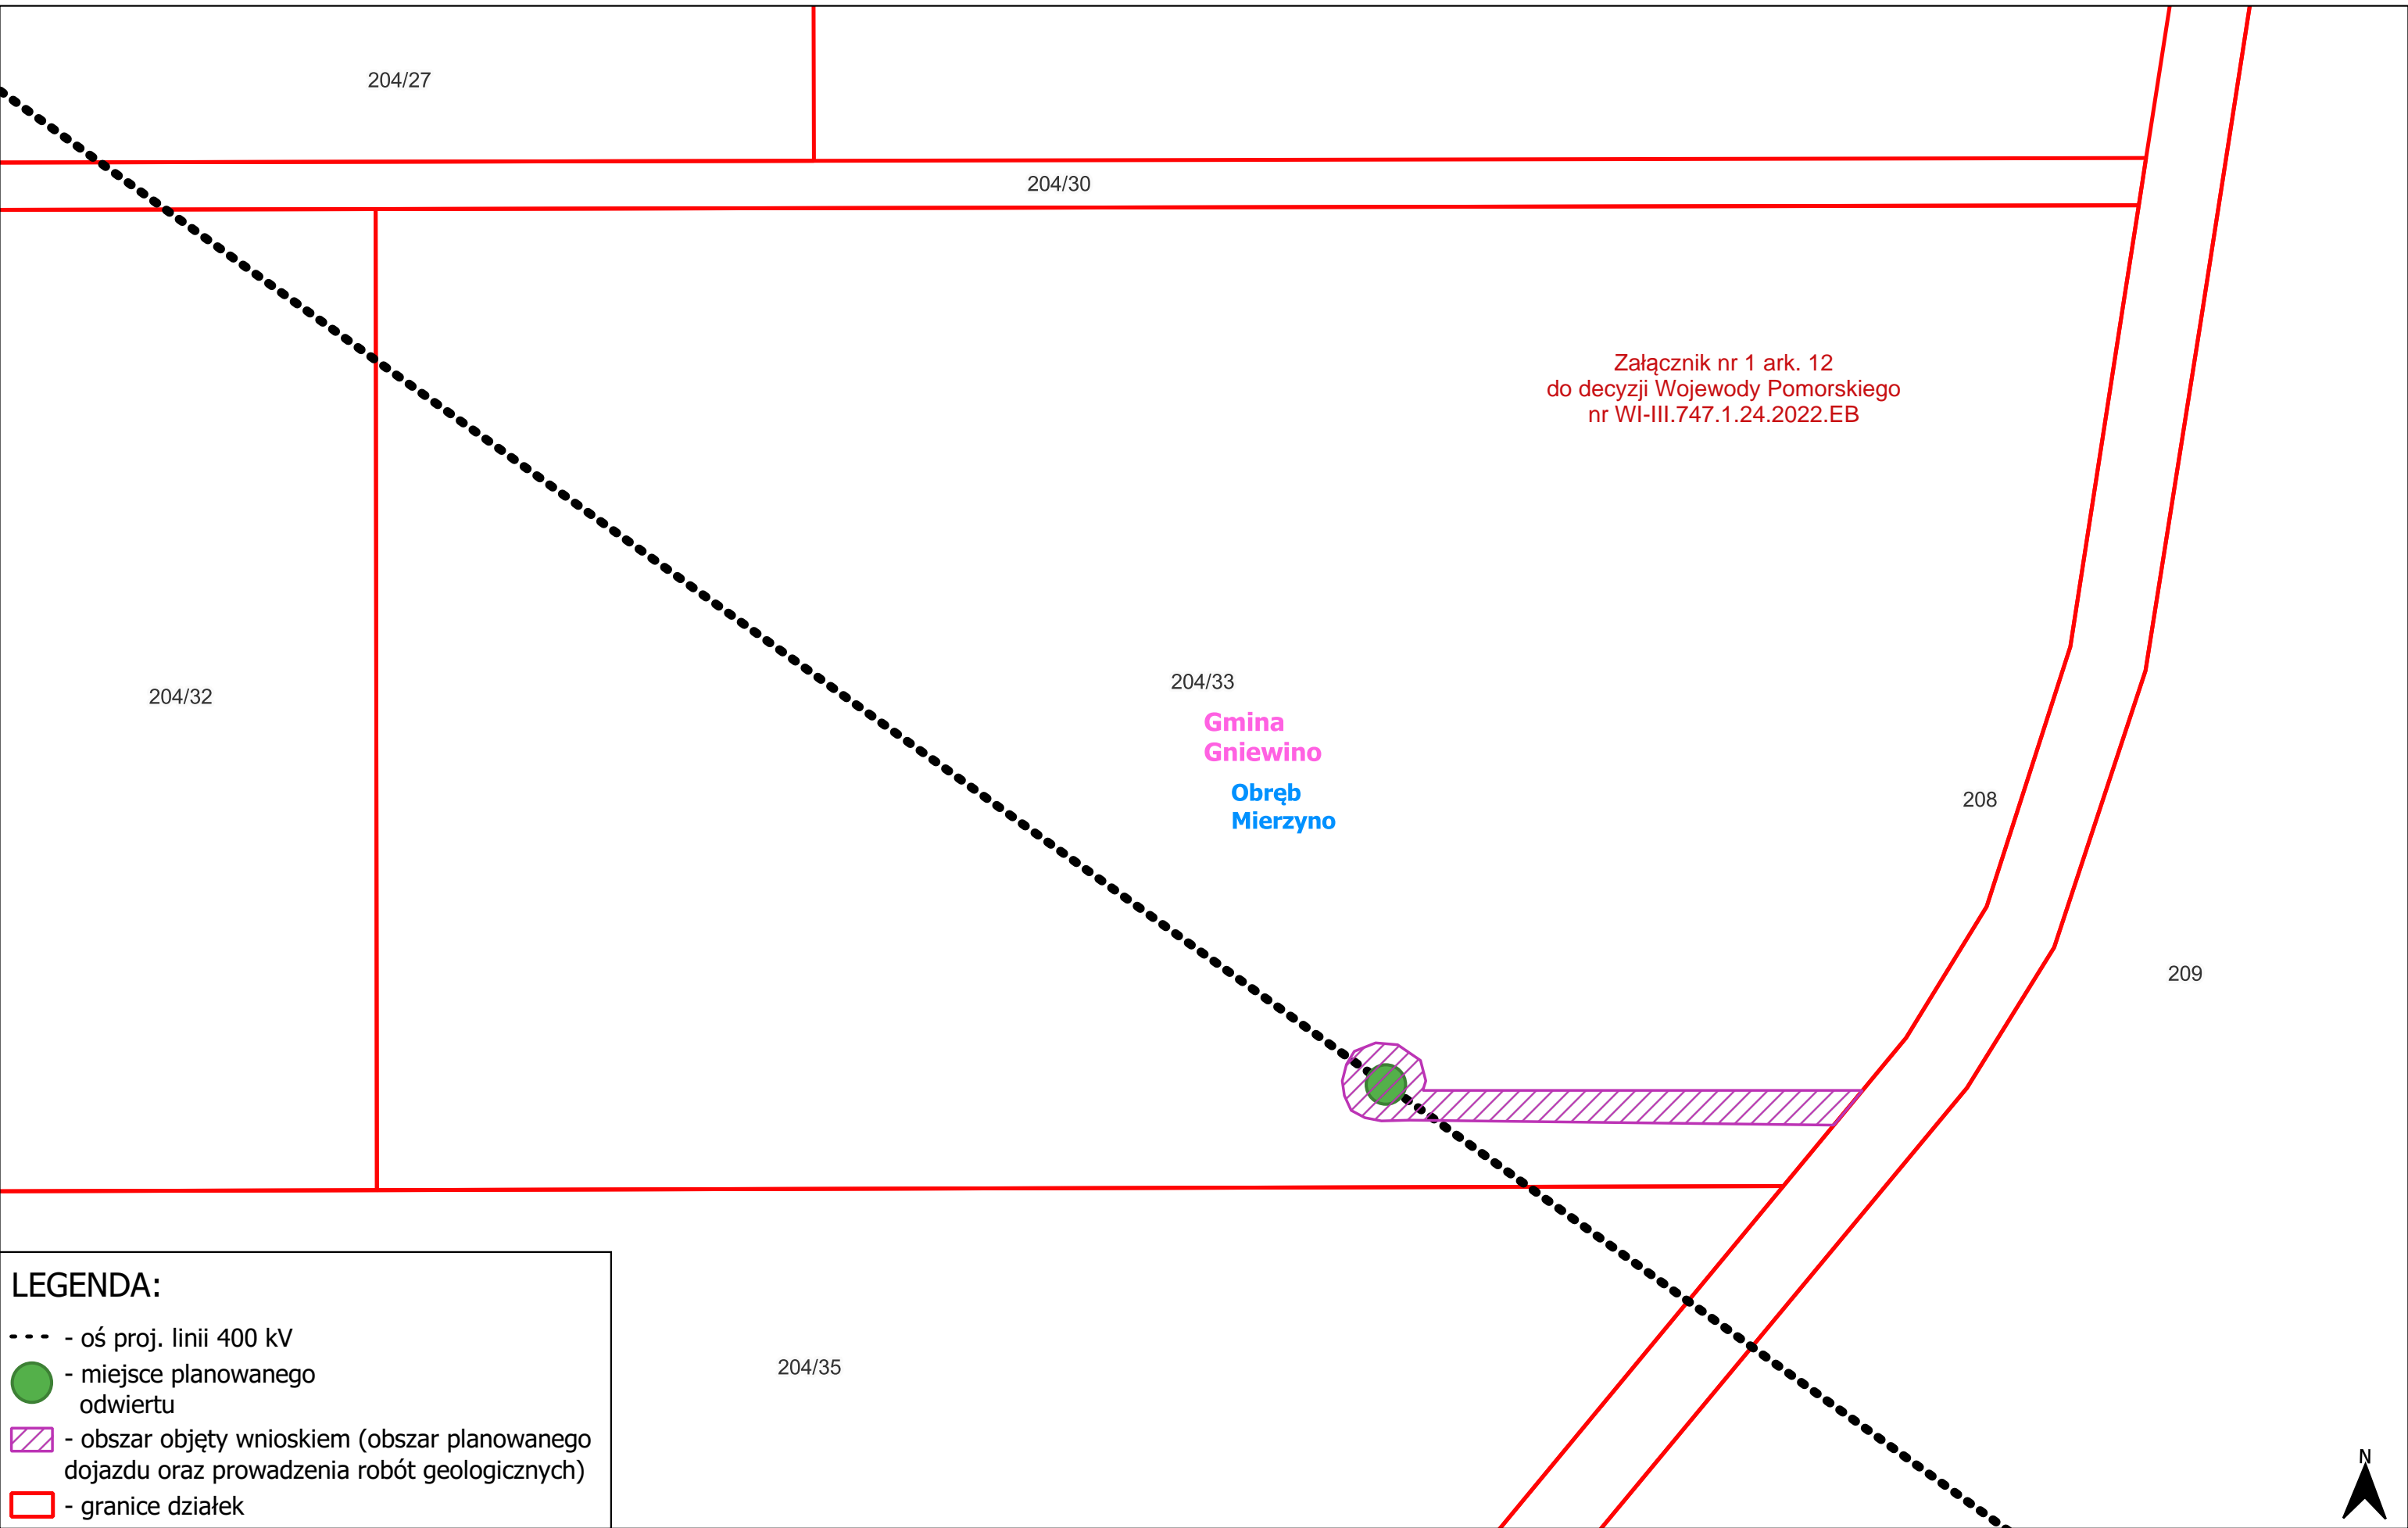 204/27
204/30
Załącznik nr 1 ark. 12
do decyzji Wojewody Pomorskiego
nr WI-III.747.1.24.2022.EB
204/32
204/33
Gmina
Gniewino
Obręb
Mierzyno
208
209
204/35
LEGENDA:
- oś proj. linii 400 kV
- miejsce planowanego
odwiertu
- obszar objęty wnioskiem (obszar planowanego
dojazdu oraz prowadzenia robót geologicznych)
- granice działek
N